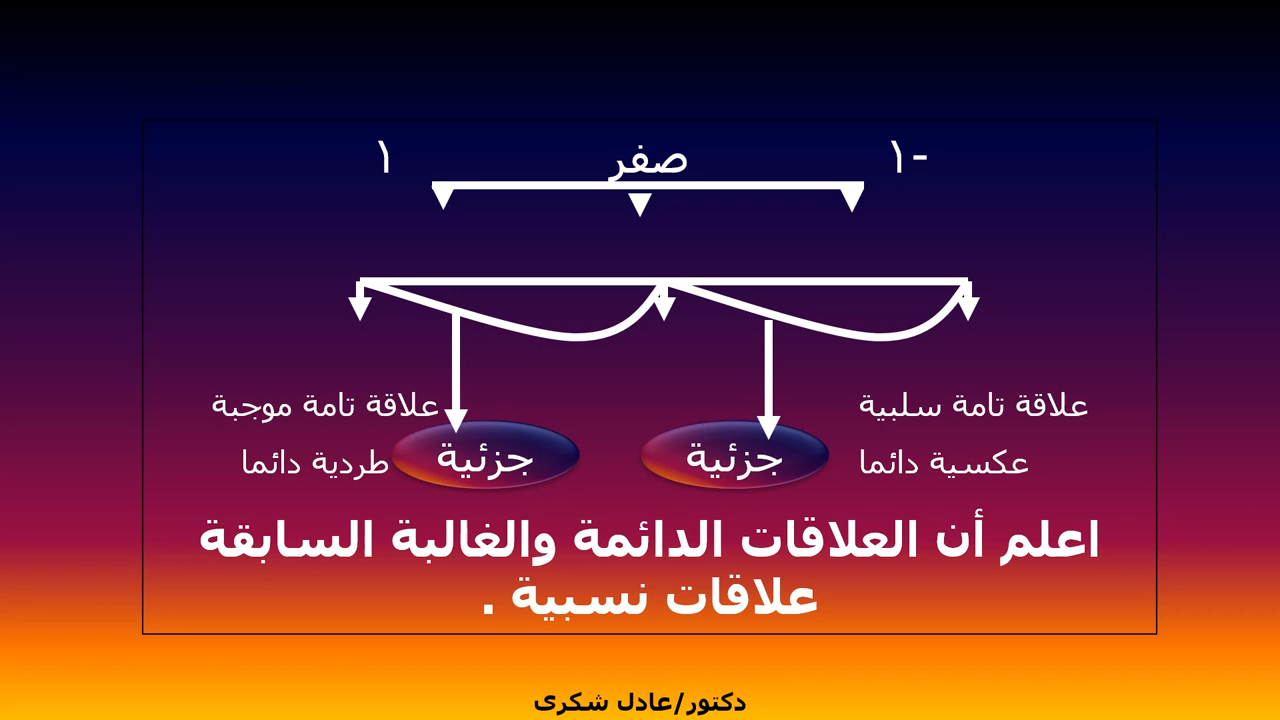 -١ صفر ١
علاقة تامة سلبية علاقة تامة موجبة
عكسية دائما جزئية جزئية طردية دائما
اعلم أن العلاقات الدائمة والغالبة السابقة
علاقات نسبية .
دكتور/عادل شكرى